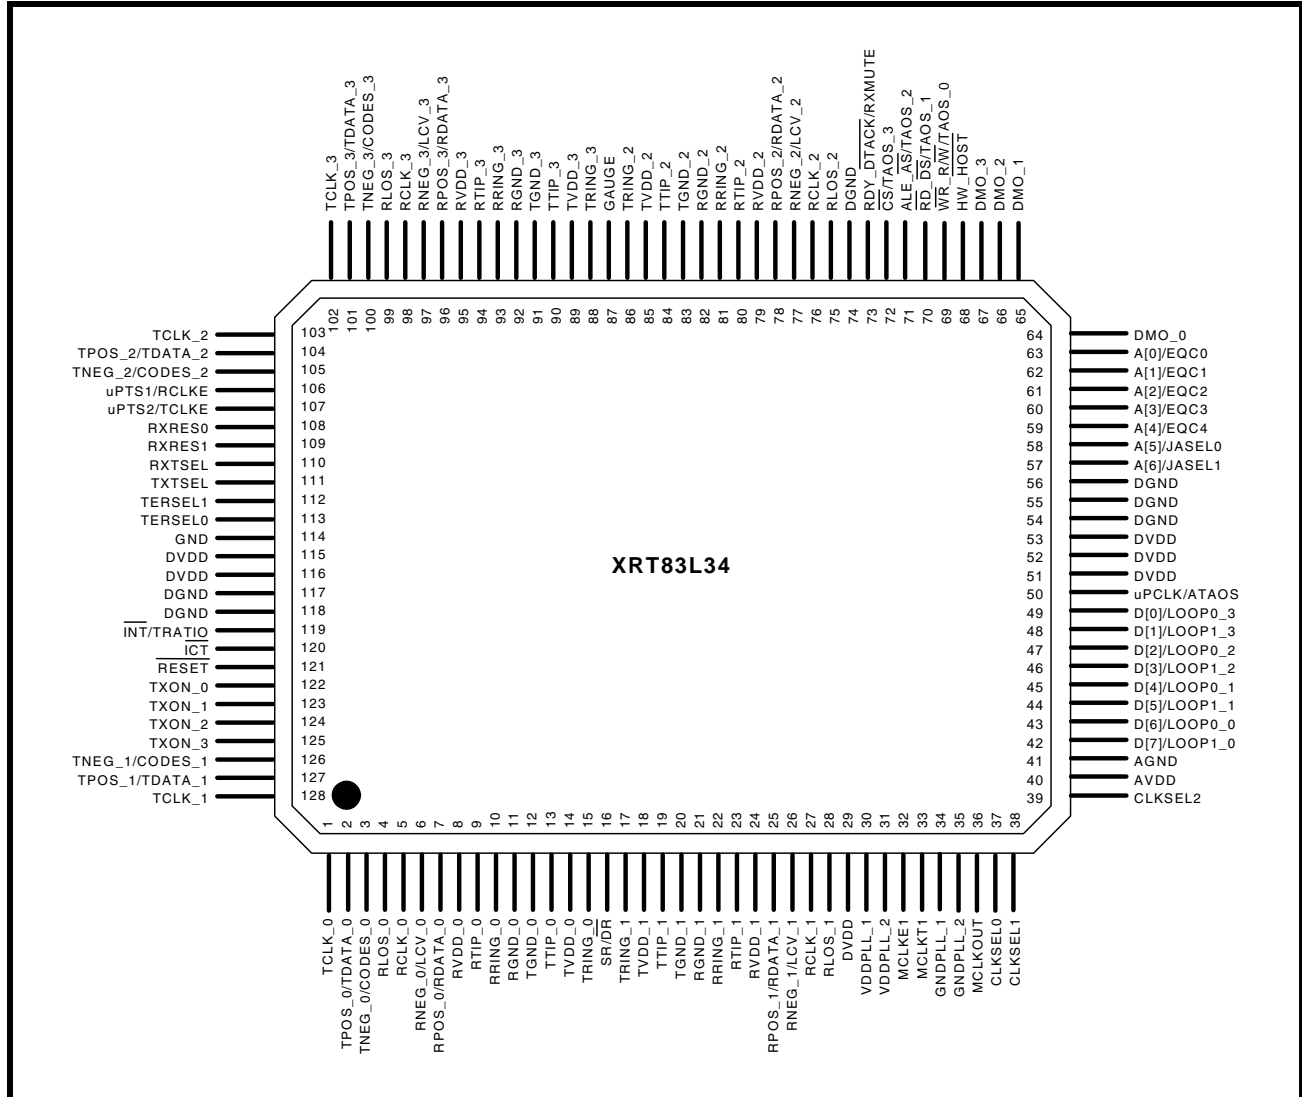 TCLK_3
TPOS_3/TDATA_3
TNEG_3/CODES_3
RLOS_3
RCLK_3
RNEG_3/LCV_3
RPOS_3/RDATA_3
RVDD_3
RTIP_3
RRING_3
RGND_3
TGND_3
TTIP_3
TVDD_3
TRING_3
GAUGE
TRING_2
TVDD_2
TTIP_2
TGND_2
RGND_2
RRING_2
RTIP_2
RVDD_2
RPOS_2/RDATA_2
RNEG_2/LCV_2
RCLK_2
RLOS_2
DGND
RDY_DTACK/RXMUTE
CS/TAOS_3
ALE_AS/TAOS_2
RD_DS/TAOS_1
WR_R/W/TAOS_0
HW_HOST
DMO_3
DMO_2
DMO_1
102
101
100
99
98
97
96
95
94
93
92
91
90
89
88
87
86
85
84
83
82
81
80
79
78
77
76
75
74
73
72
71
70
69
68
67
66
65
TCLK_2 103
TPOS_2/TDATA_2 104
TNEG_2/CODES_2 105
uPTS1/RCLKE 106
uPTS2/TCLKE 107
RXRES0 108
RXRES1 109
RXTSEL 110
TXTSEL 111
TERSEL1 112
TERSEL0 113
GND 114
DVDD 115
DVDD 116
DGND 117
DGND 118
INT/TRATIO 119
ICT 120
RESET 121
TXON_0 122
TXON_1 123
TXON_2 124
TXON_3 125
TNEG_1/CODES_1 126
TPOS_1/TDATA_1 127
TCLK_1 128
XRT83L34
64 DMO_0
63 A[0]/EQC0
62 A[1]/EQC1
61 A[2]/EQC2
60 A[3]/EQC3
59 A[4]/EQC4
58 A[5]/JASEL0
57 A[6]/JASEL1
56 DGND
55 DGND
54 DGND
53 DVDD
52 DVDD
51 DVDD
50 uPCLK/ATAOS
49 D[0]/LOOP0_3
48 D[1]/LOOP1_3
47 D[2]/LOOP0_2
46 D[3]/LOOP1_2
45 D[4]/LOOP0_1
44 D[5]/LOOP1_1
43 D[6]/LOOP0_0
42 D[7]/LOOP1_0
41 AGND
40 AVDD
39 CLKSEL2
1
2
3
4
5
6
7
8
9
10
11
12
13
14
15
16
17
18
19
20
21
22
23
24
25
26
27
28
29
30
31
32
33
34
35
36
37
38
TCLK_0
TPOS_0/TDATA_0
TNEG_0/CODES_0
RLOS_0
RCLK_0
RNEG_0/LCV_0
RPOS_0/RDATA_0
RVDD_0
RTIP_0
RRING_0
RGND_0
TGND_0
TTIP_0
TVDD_0
TRING_0
SR/DR
TRING_1
TVDD_1
TTIP_1
TGND_1
RGND_1
RRING_1
RTIP_1
RVDD_1
RPOS_1/RDATA_1
RNEG_1/LCV_1
RCLK_1
RLOS_1
DVDD
VDDPLL_1
VDDPLL_2
MCLKE1
MCLKT1
GNDPLL_1
GNDPLL_2
MCLKOUT
CLKSEL0
CLKSEL1